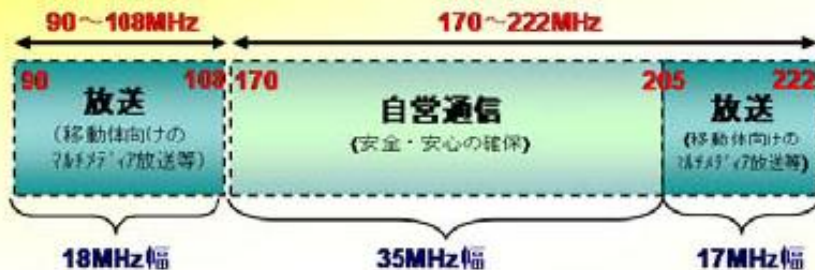 90～108MHz
170～222MHz
90
108
170
205
222
放送
(移動体向けの
ﾏﾙﾁﾒﾃﾞｨｱ放送等)
自営通信
(安全・安心の確保)
放送
(移動体向けの
ﾏﾙﾁﾒﾃﾞｨｱ放送等)
18MHz幅
35MHz幅
17MHz幅